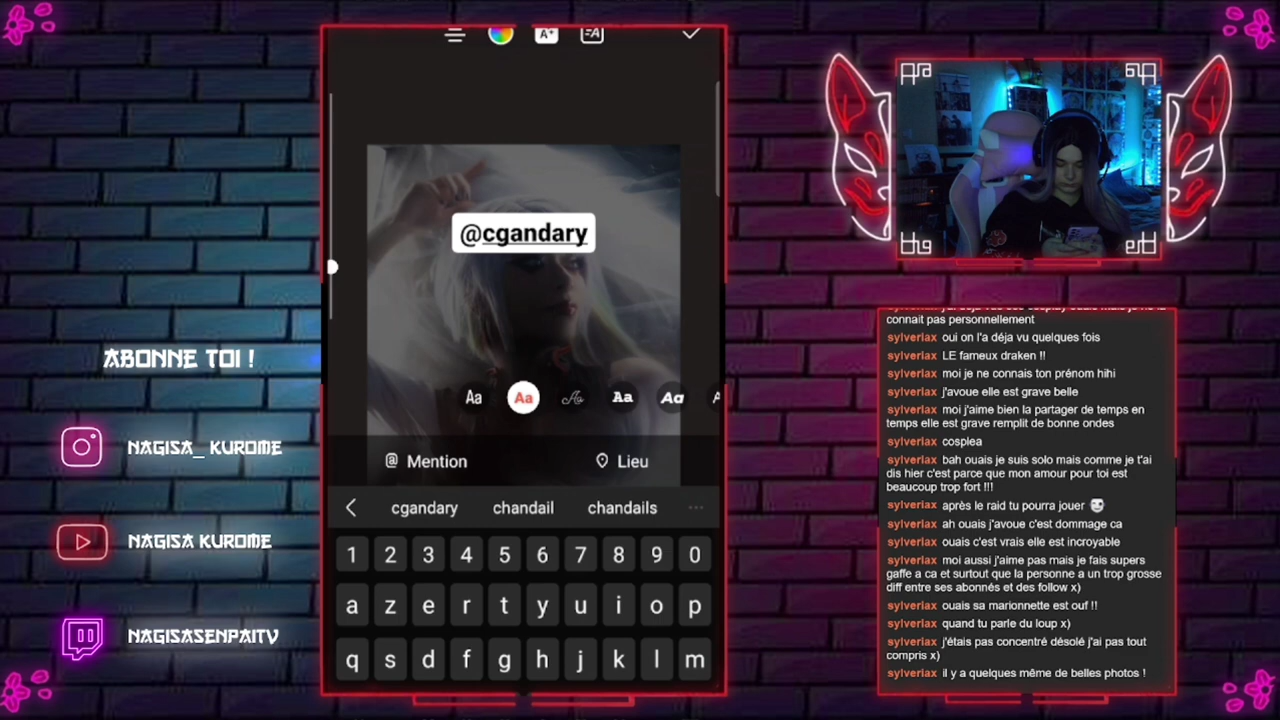 ABONNE TOI !
NAGISA_ KUROME
NAGISA KUROME
NAGISASENPAITV
@cgandary
Aa Aa Aa Aa Aa A
@ Mention Lieu
cgandary chandail chandails ...
1 2 3 4 5 6 7 8 9 0
a z e r t y u i o p
q s d f g h j k l m
connait pas personnellement
sylveriax oui on l'a déja vu quelques fois
sylveriax LE fameux draken !!
sylveriax moi je ne connais ton prénom hihi
sylveriax j'avoue elle est grave belle
sylveriax moi j'aime bien la partager de temps en
temps elle est grave remplit de bonne ondes
sylveriax cosplea
sylveriax bah ouais je suis solo mais comme je t'ai
dis hier c'est parce que mon amour pour toi est
beaucoup trop fort !!!
sylveriax après le raid tu pourra jouer
sylveriax ah ouais j'avoue c'est dommage ca
sylveriax ouais c'est vrais elle est incroyable
sylveriax moi aussi j'aime pas mais je fais supers
gaffe a ca et surtout que la personne a un trop grosse
diff entre ses abonnés et des follow x)
sylveriax ouais sa marionnette est ouf !!
sylveriax quand tu parle du loup x)
sylveriax j'étais pas concentré désolé j'ai pas tout
compris x)
sylveriax il y a quelques même de belles photos !